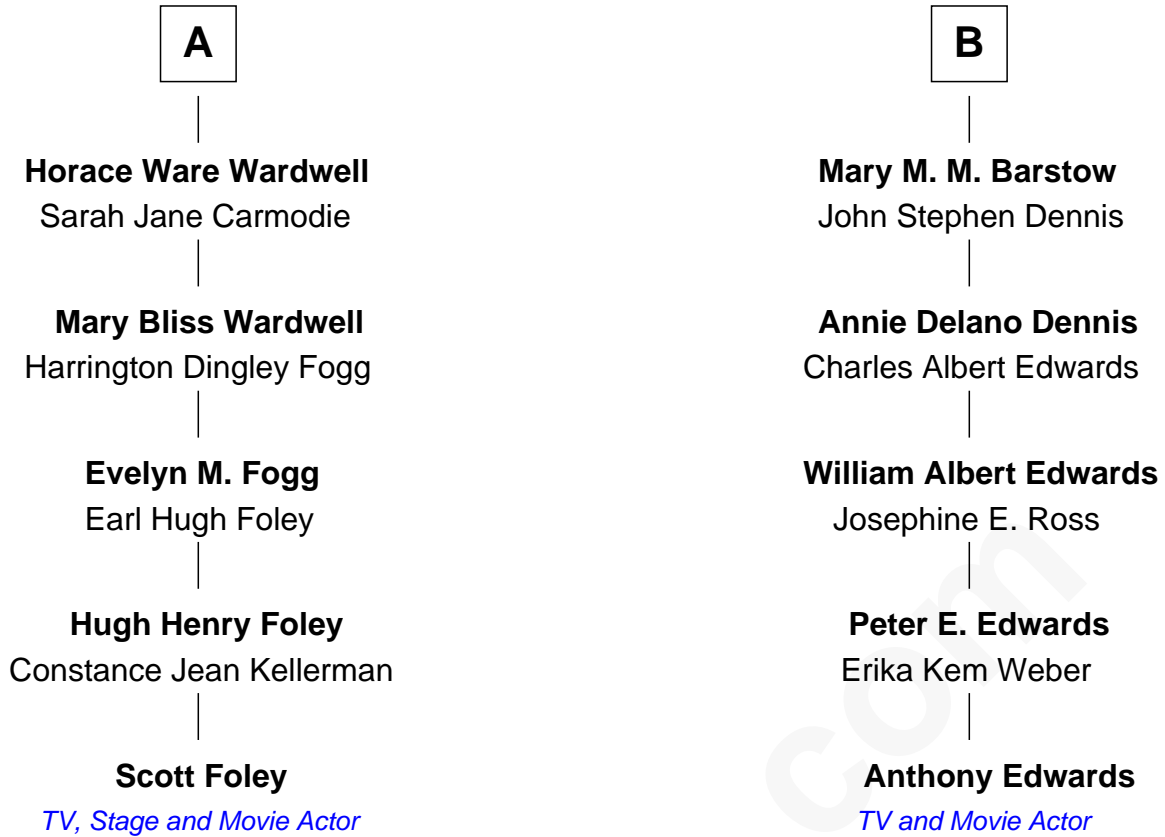 A
Horace Ware Wardwell
Sarah Jane Carmodie
Mary Bliss Wardwell
Harrington Dingley Fogg
Evelyn M. Fogg
Earl Hugh Foley
Hugh Henry Foley
Constance Jean Kellerman
Scott Foley
TV, Stage and Movie Actor
B
Mary M. M. Barstow
John Stephen Dennis
Annie Delano Dennis
Charles Albert Edwards
William Albert Edwards
Josephine E. Ross
Peter E. Edwards
Erika Kem Weber
Anthony Edwards
TV and Movie Actor
com